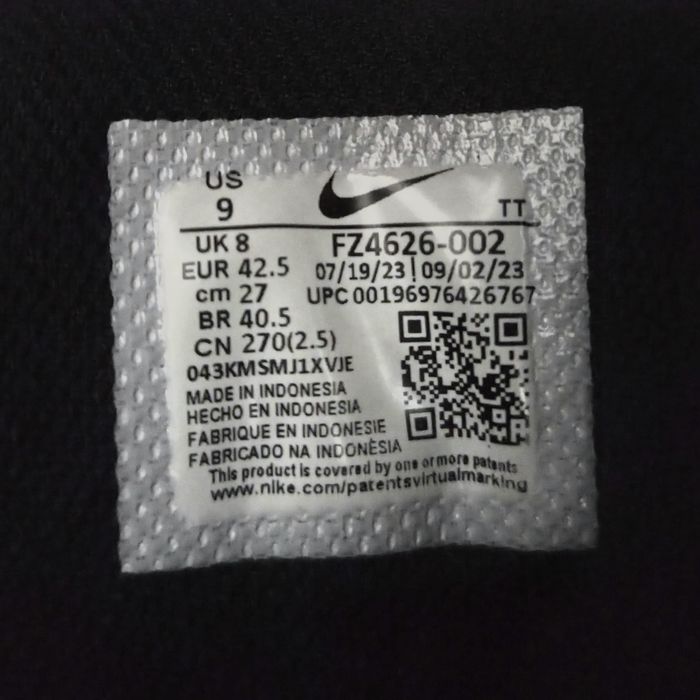 US
9
TT
UK 8
FZ4626-002
EUR 42.5
07/19/23 | 09/02/23
cm 27
UPC 00196976426767
BR 40.5
CN 270(2.5)
043KMSMJ1XVJE
MADE IN INDONESIA
HECHO EN INDONESIA
FABRIQUE EN INDONESIE
FABRICADO NA INDONÈSIA
This product is covered by one or more patents
www.nike.com/patentsvirtualmarking